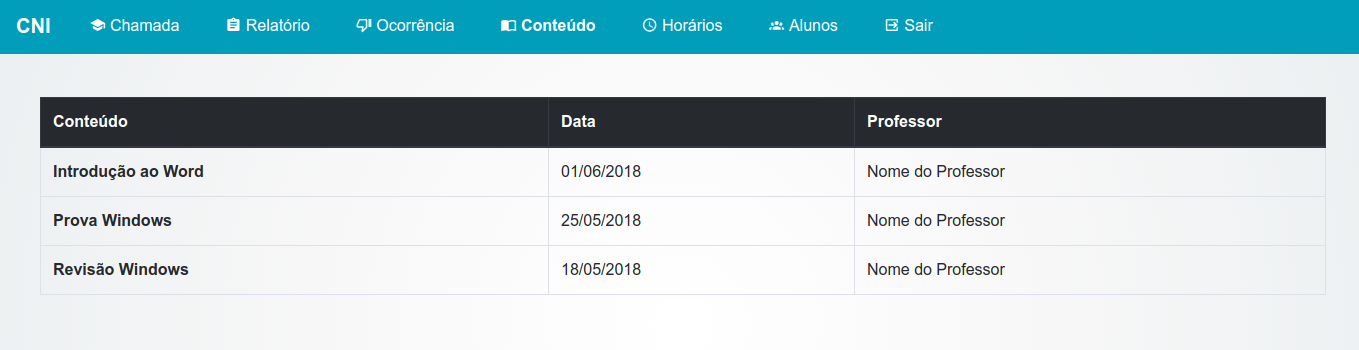 CNI Chamada Relatório Ocorrência Conteúdo Horários Alunos Sair
Conteúdo Data Professor
Introdução ao Word 01/06/2018 Nome do Professor
Prova Windows 25/05/2018 Nome do Professor
Revisão Windows 18/05/2018 Nome do Professor